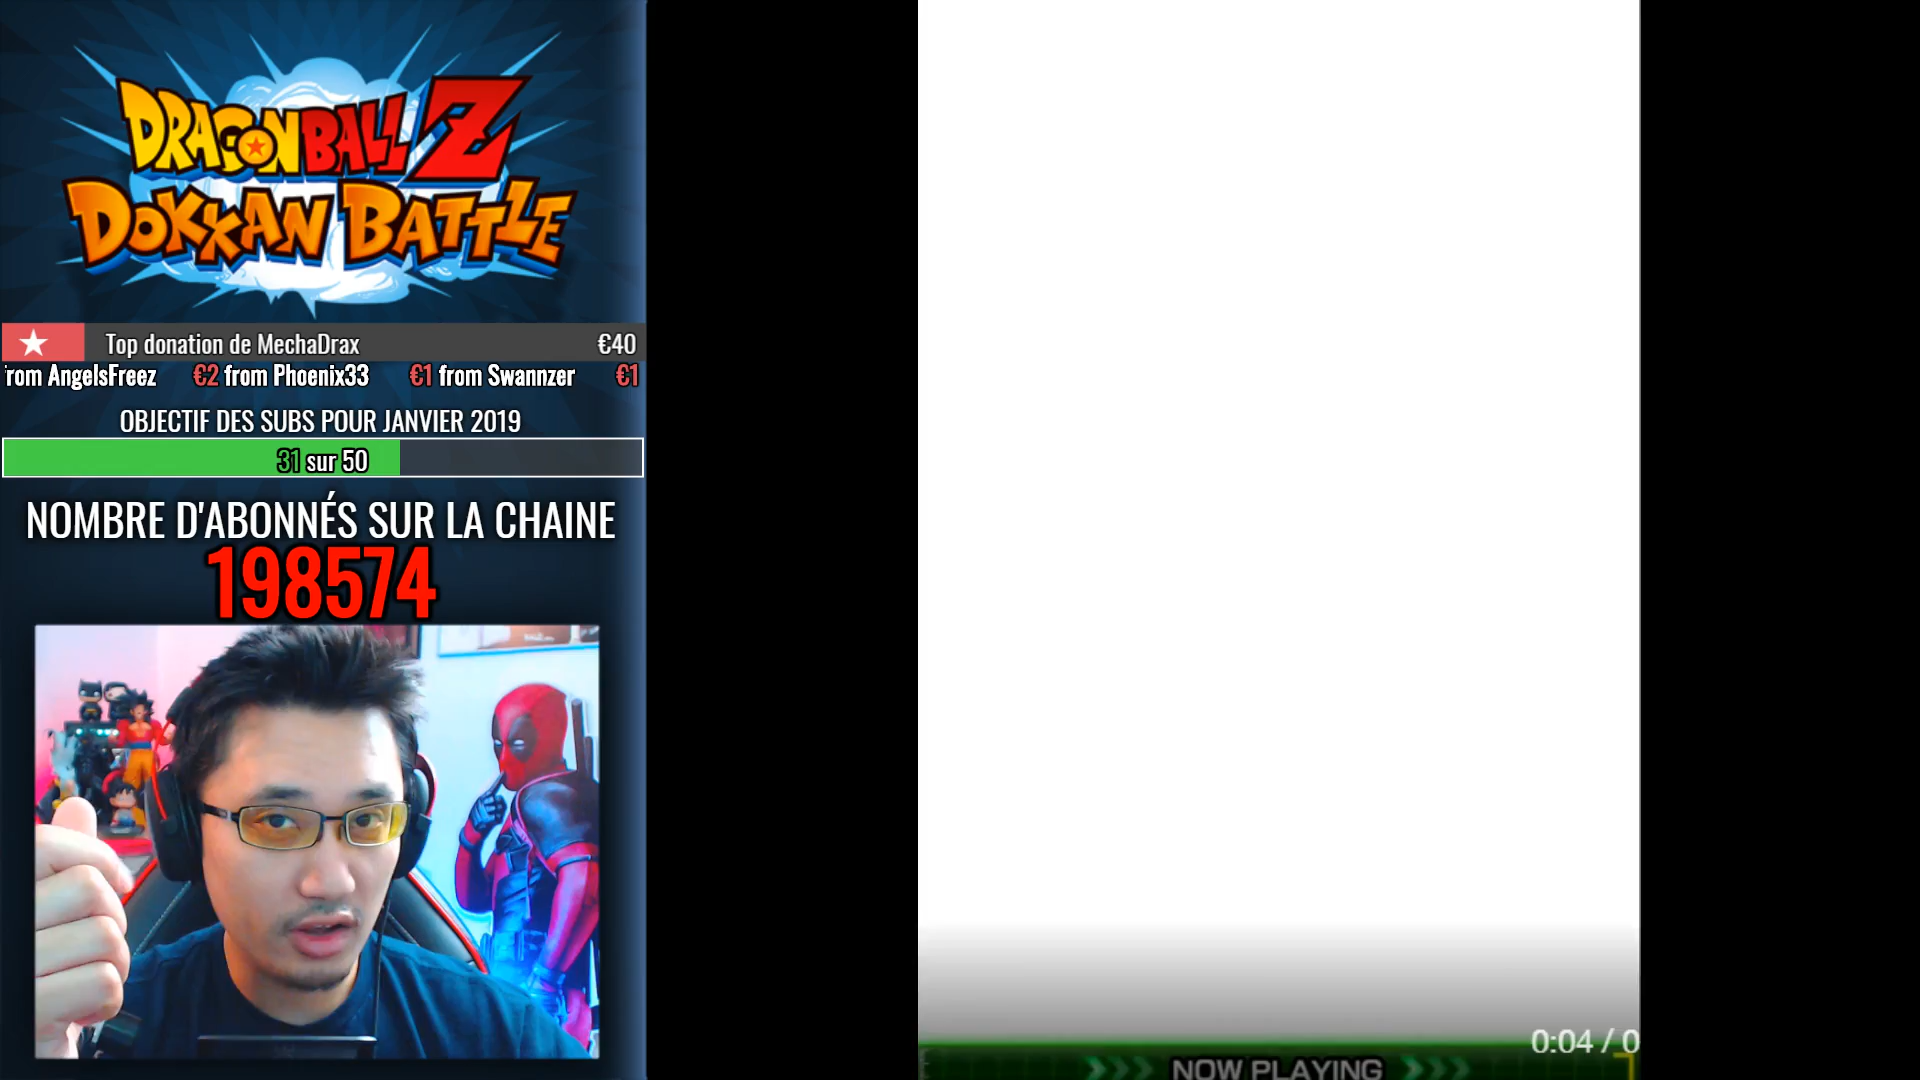 DRAGON BALL Z
DOKKAN BATTLE
Top donation de MechaDrax €40
rom AngelsFreez €2 from Phoenix33 €1 from Swannzer €1
OBJECTIF DES SUBS POUR JANVIER 2019
31 sur 50
NOMBRE D'ABONNÉS SUR LA CHAINE
198574
0:04 / 0
NOW PLAYING